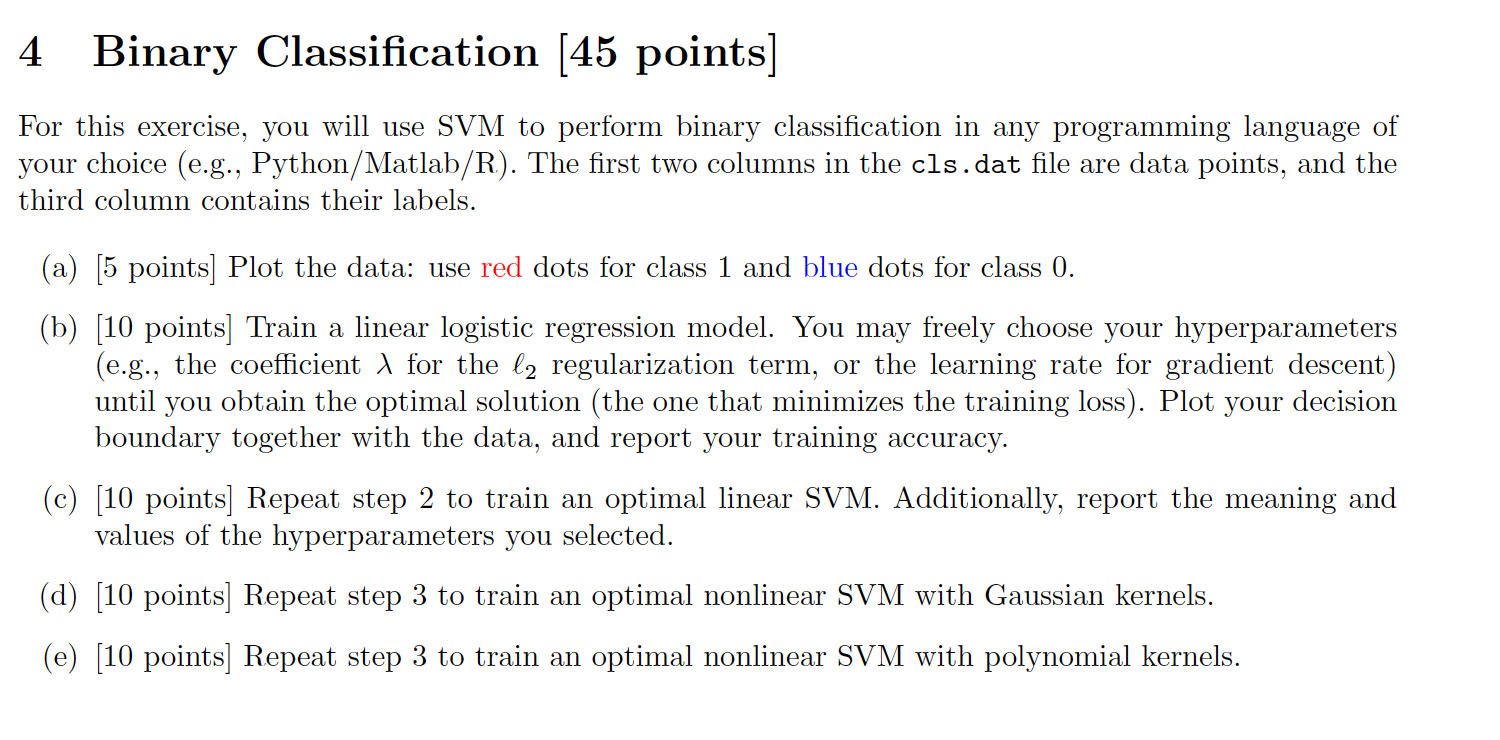 4 Binary Classification [45 points]
For this exercise, you will use SVM to perform binary classification in any programming language of
your choice (e.g., Python/Matlab/R). The first two columns in the cls.dat file are data points, and the
third column contains their labels.
(a) [5 points] Plot the data: use red dots for class 1 and blue dots for class 0.
(b) [10 points] Train a linear logistic regression model. You may freely choose your hyperparameters
(e.g., the coefficient λ for the ℓ₂ regularization term, or the learning rate for gradient descent)
until you obtain the optimal solution (the one that minimizes the training loss). Plot your decision
boundary together with the data, and report your training accuracy.
(c) [10 points] Repeat step 2 to train an optimal linear SVM. Additionally, report the meaning and
values of the hyperparameters you selected.
(d) [10 points] Repeat step 3 to train an optimal nonlinear SVM with Gaussian kernels.
(e) [10 points] Repeat step 3 to train an optimal nonlinear SVM with polynomial kernels.